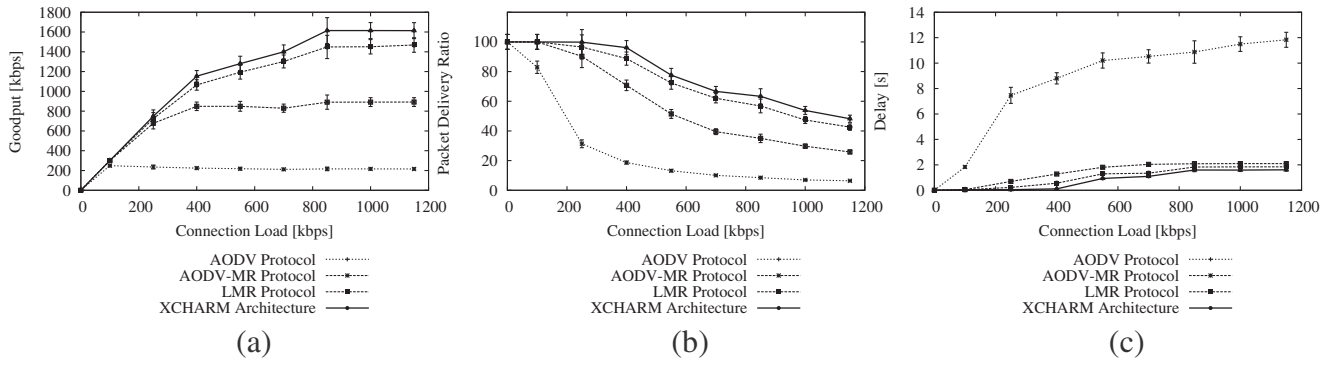 Goodput [kbps]
1800
1600
1400
1200
1000
800
600
400
200
0
0 200 400 600 800 1000 1200
Connection Load [kbps]
AODV Protocol
AODV-MR Protocol
LMR Protocol
XCHARM Architecture
(a)
Packet Delivery Ratio
120
100
80
60
40
20
0
0 200 400 600 800 1000 1200
Connection Load [kbps]
AODV Protocol
AODV-MR Protocol
LMR Protocol
XCHARM Architecture
(b)
Delay [s]
14
12
10
8
6
4
2
0
0 200 400 600 800 1000 1200
Connection Load [kbps]
AODV Protocol
AODV-MR Protocol
LMR Protocol
XCHARM Architecture
(c)